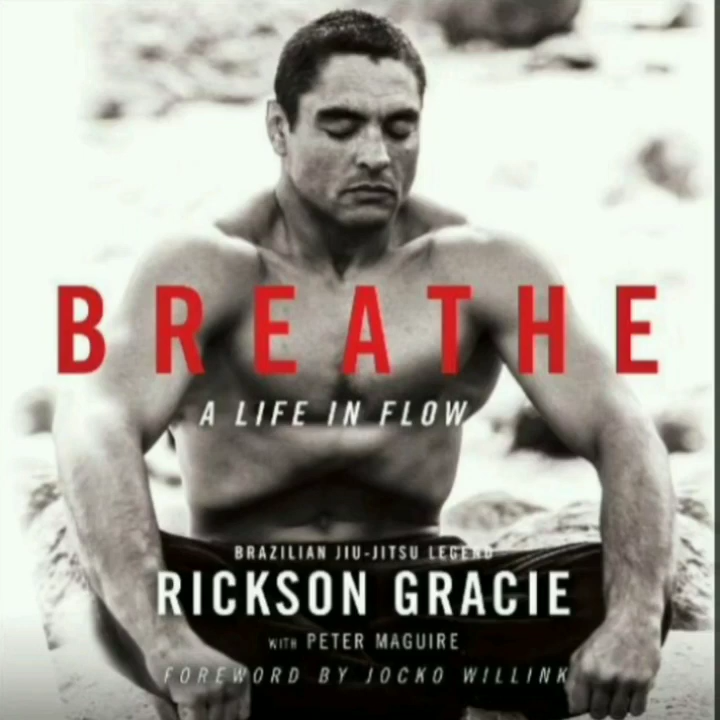 BREATHE
A LIFE IN FLOW
BRAZILIAN JIU-JITSU LEGEND
RICKSON GRACIE
WITH PETER MAGUIRE
FOREWORD BY JOCKO WILLINK